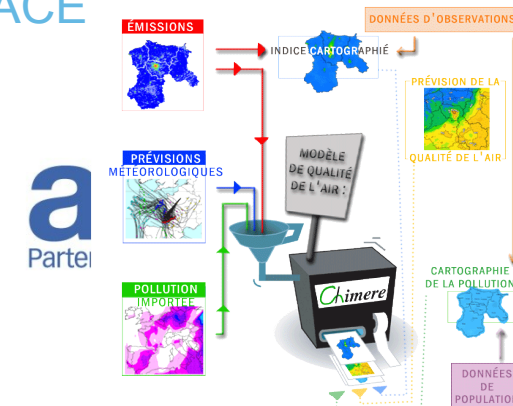 ACE
ÉMISSIONS
INDICE CARTOGRAPHIÉ
DONNÉES D'OBSERVATIONS
PRÉVISION DE LA
QUALITÉ DE L'AIR
PRÉVISIONS
MÉTÉOROLOGIQUES
MODÈLE
DE QUALITÉ
DE L'AIR :
a
Parte
POLLUTION
IMPORTÉE
Chimere
CARTOGRAPHIE
DE LA POLLUTION
DONNÉES
DE
POPULATION